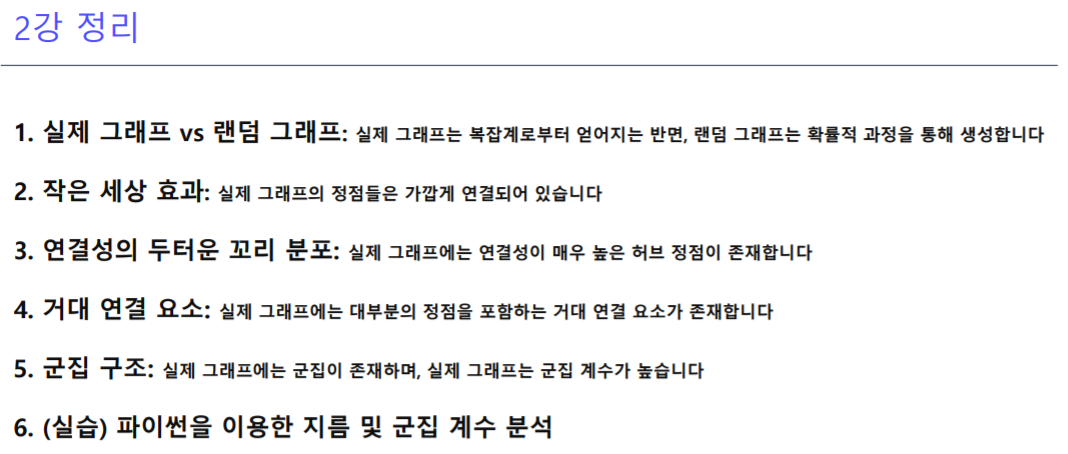 2강 정리
1. 실제 그래프 vs 랜덤 그래프: 실제 그래프는 복잡계로부터 얻어지는 반면, 랜덤 그래프는 확률적 과정을 통해 생성합니다
2. 작은 세상 효과: 실제 그래프의 정점들은 가깝게 연결되어 있습니다
3. 연결성의 두터운 꼬리 분포: 실제 그래프에는 연결성이 매우 높은 허브 정점이 존재합니다
4. 거대 연결 요소: 실제 그래프에는 대부분의 정점을 포함하는 거대 연결 요소가 존재합니다
5. 군집 구조: 실제 그래프에는 군집이 존재하며, 실제 그래프는 군집 계수가 높습니다
6. (실습) 파이썬을 이용한 지름 및 군집 계수 분석